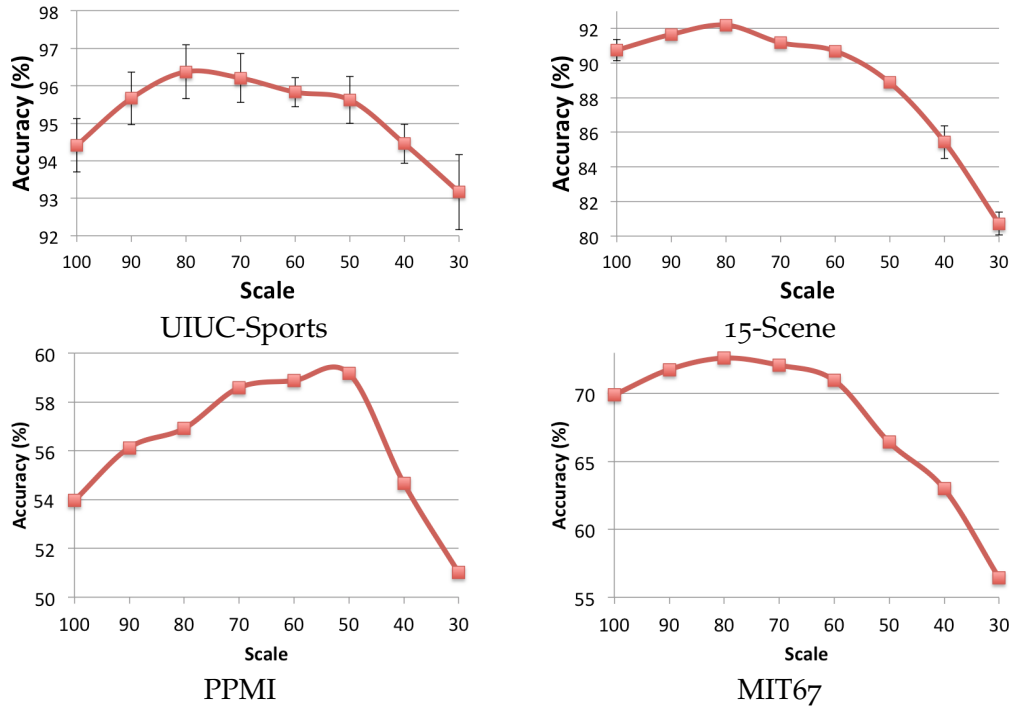 98
97
96
95
94
93
92
Accuracy (%)
100 90 80 70 60 50 40 30
Scale
UIUC-Sports
92
90
88
86
84
82
80
Accuracy (%)
100 90 80 70 60 50 40 30
Scale
15-Scene
60
58
56
54
52
50
Accuracy (%)
100 90 80 70 60 50 40 30
Scale
PPMI
70
65
60
55
Accuracy (%)
100 90 80 70 60 50 40 30
Scale
MIT67